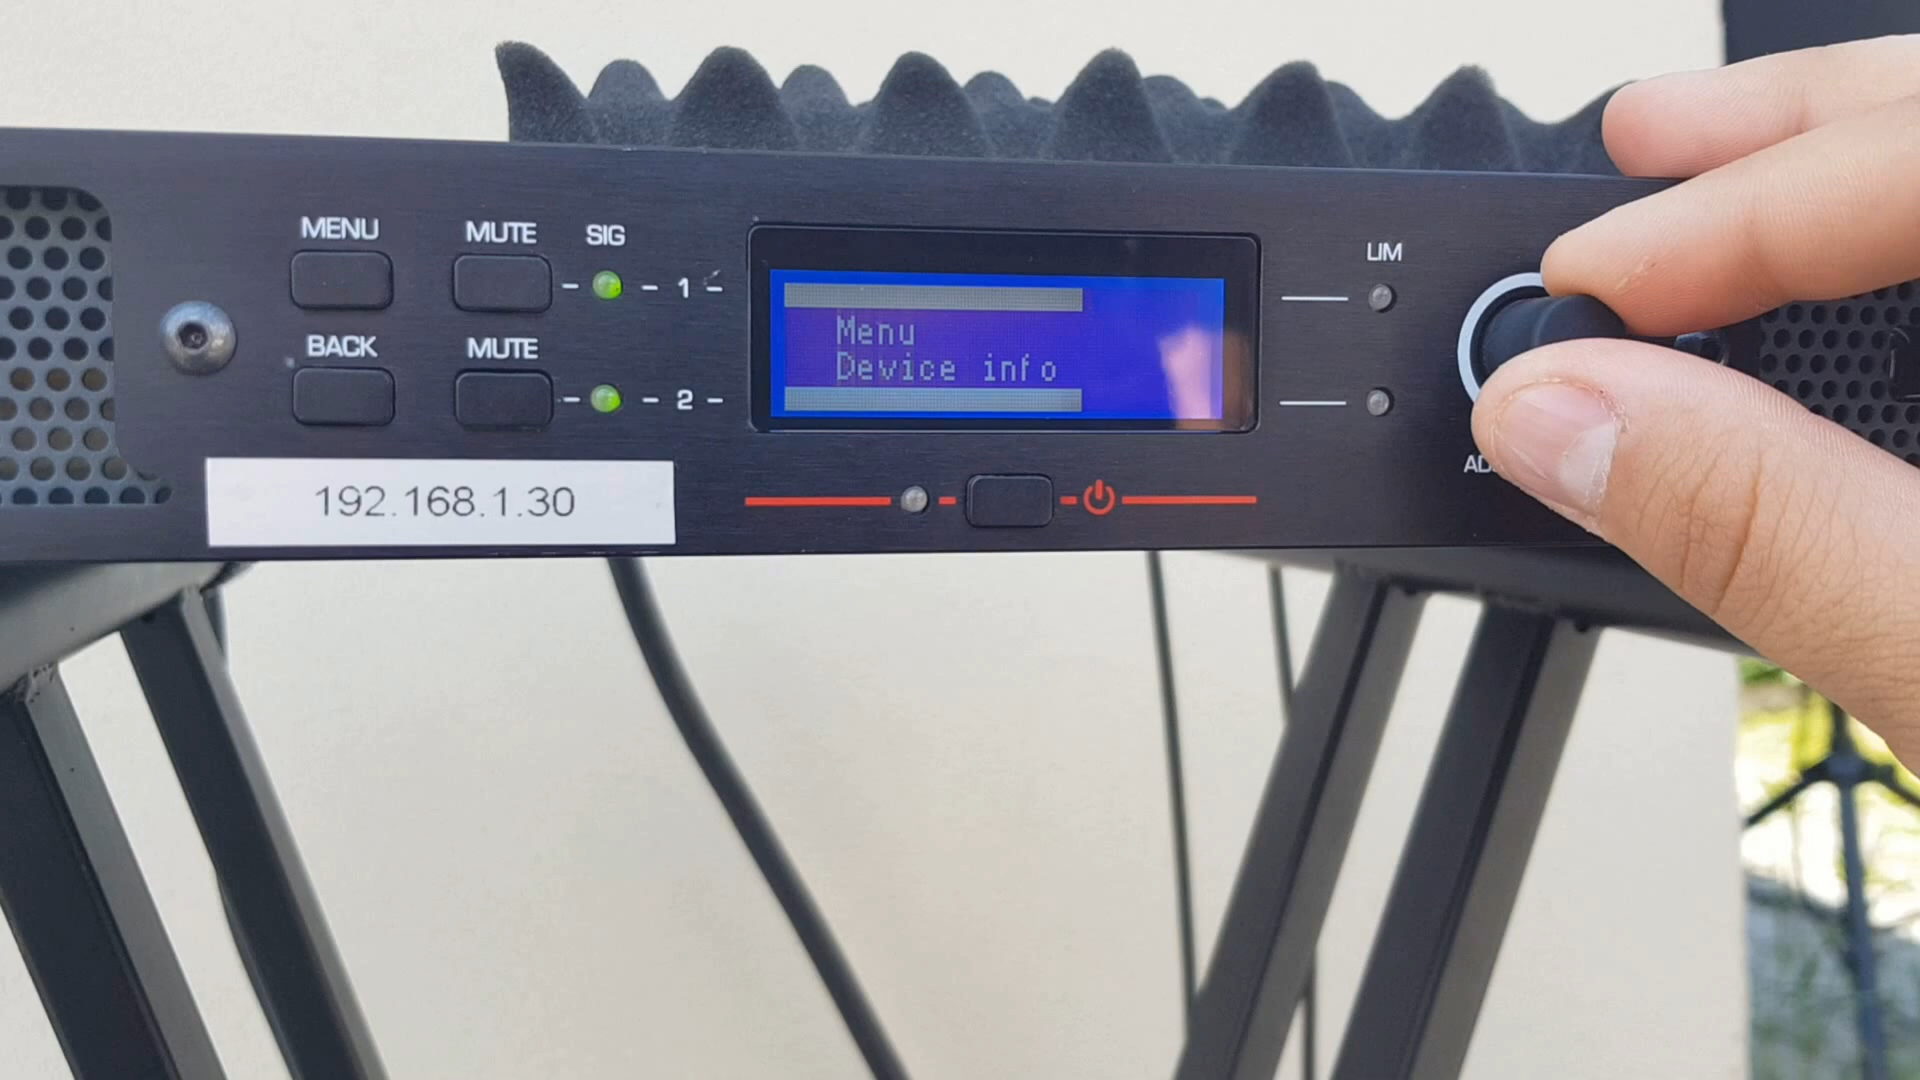 MENU
MUTE
SIG
1
BACK
MUTE
2
Menu
Device info
LIM
192.168.1.30